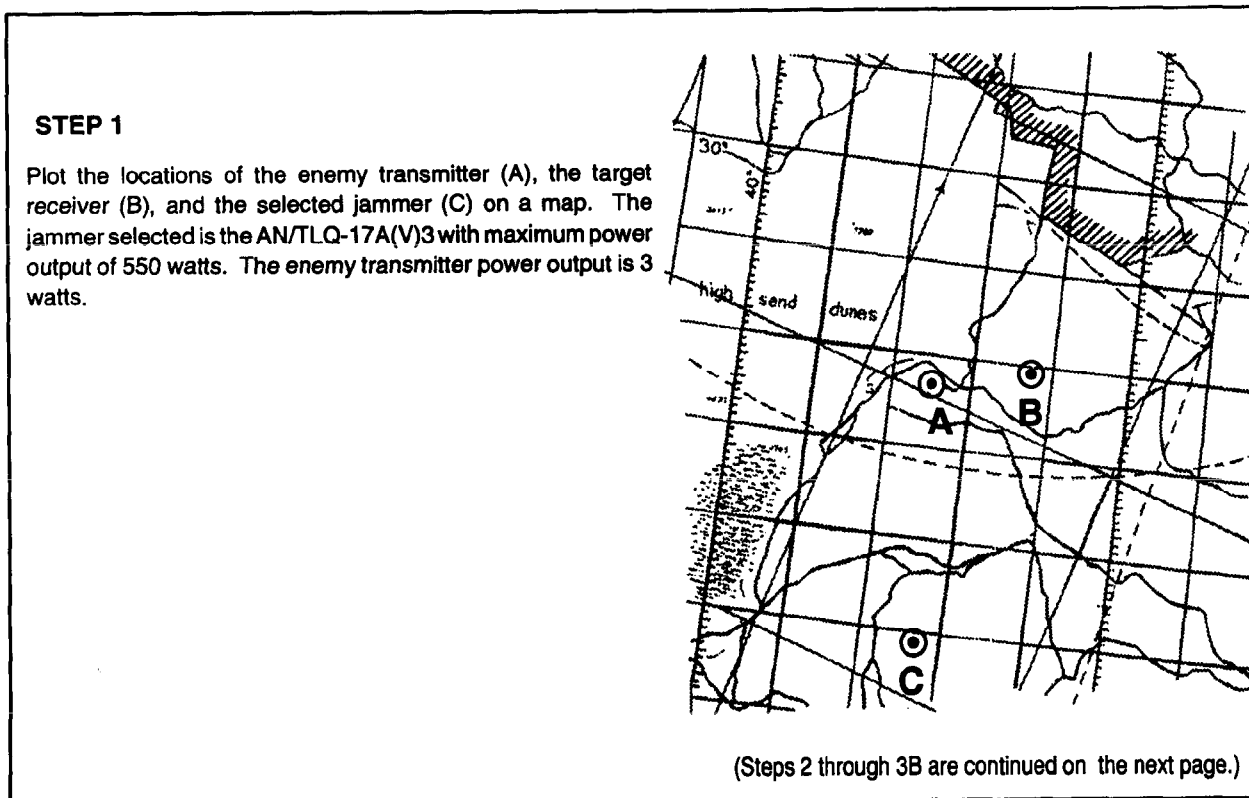 STEP 1
Plot the locations of the enemy transmitter (A), the target
receiver (B), and the selected jammer (C) on a map. The
jammer selected is the AN/TLQ-17A(V)3 with maximum power
output of 550 watts. The enemy transmitter power output is 3
watts.
30°
40°
high send dunes
A
B
C
(Steps 2 through 3B are continued on the next page.)